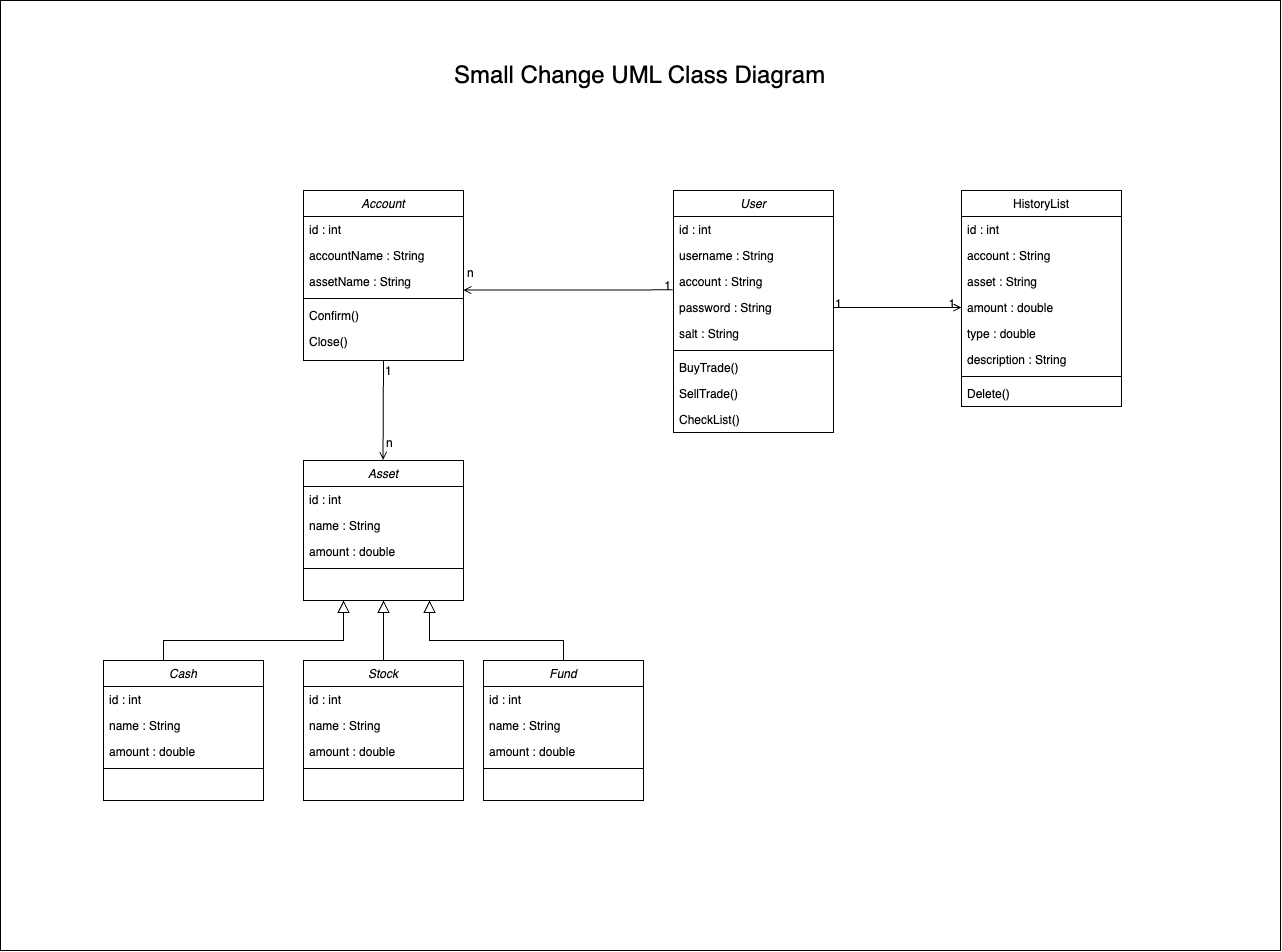 Small Change UML Class Diagram
Account
id : int
accountName : String
assetName : String
Confirm()
Close()
n
1
User
id : int
username : String
account : String
password : String
salt : String
BuyTrade()
SellTrade()
CheckList()
1
1
HistoryList
id : int
account : String
asset : String
amount : double
type : double
description : String
Delete()
1
n
Asset
id : int
name : String
amount : double
Cash
id : int
name : String
amount : double
Stock
id : int
name : String
amount : double
Fund
id : int
name : String
amount : double